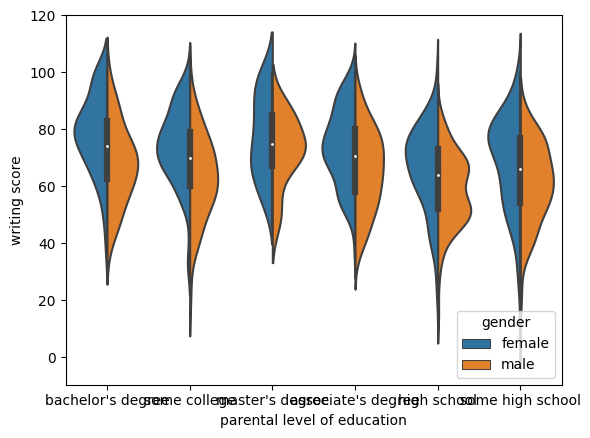 120
100
80
60
40
20
0
writing score
gender
female
male
bachelor's degree some college master's degree associate's degree high school some high school
parental level of education